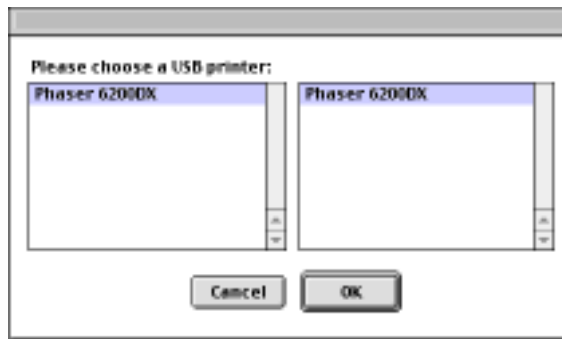 Please choose a USB printer:
Phaser 6200DX Phaser 6200DX
Cancel OK